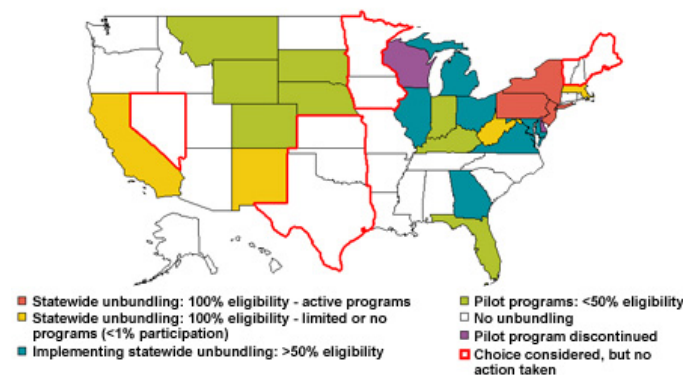 Statewide unbundling: 100% eligibility - active programs
Statewide unbundling: 100% eligibility - limited or no
programs (<1% participation)
Implementing statewide unbundling: >50% eligibility
Pilot programs: <50% eligibility
No unbundling
Pilot program discontinued
Choice considered, but no
action taken